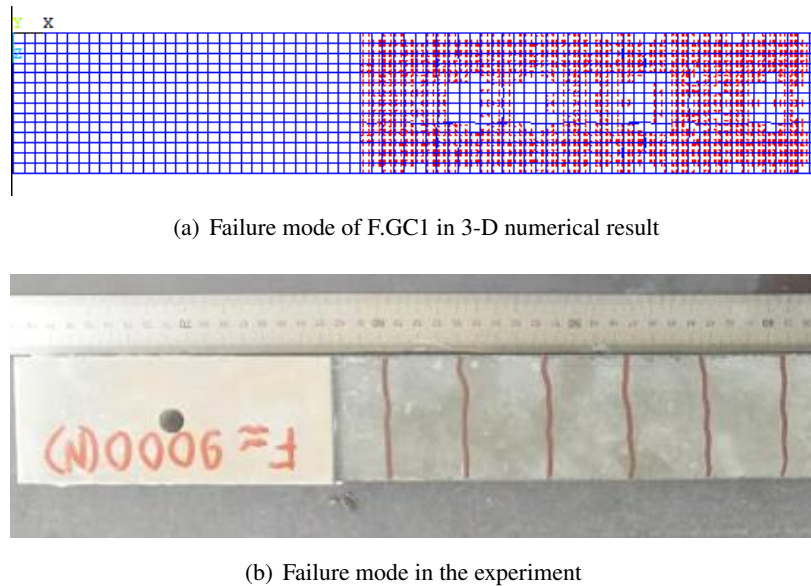 Y X
Z
(a) Failure mode of F.GC1 in 3-D numerical result
F = 9000(N)
(b) Failure mode in the experiment